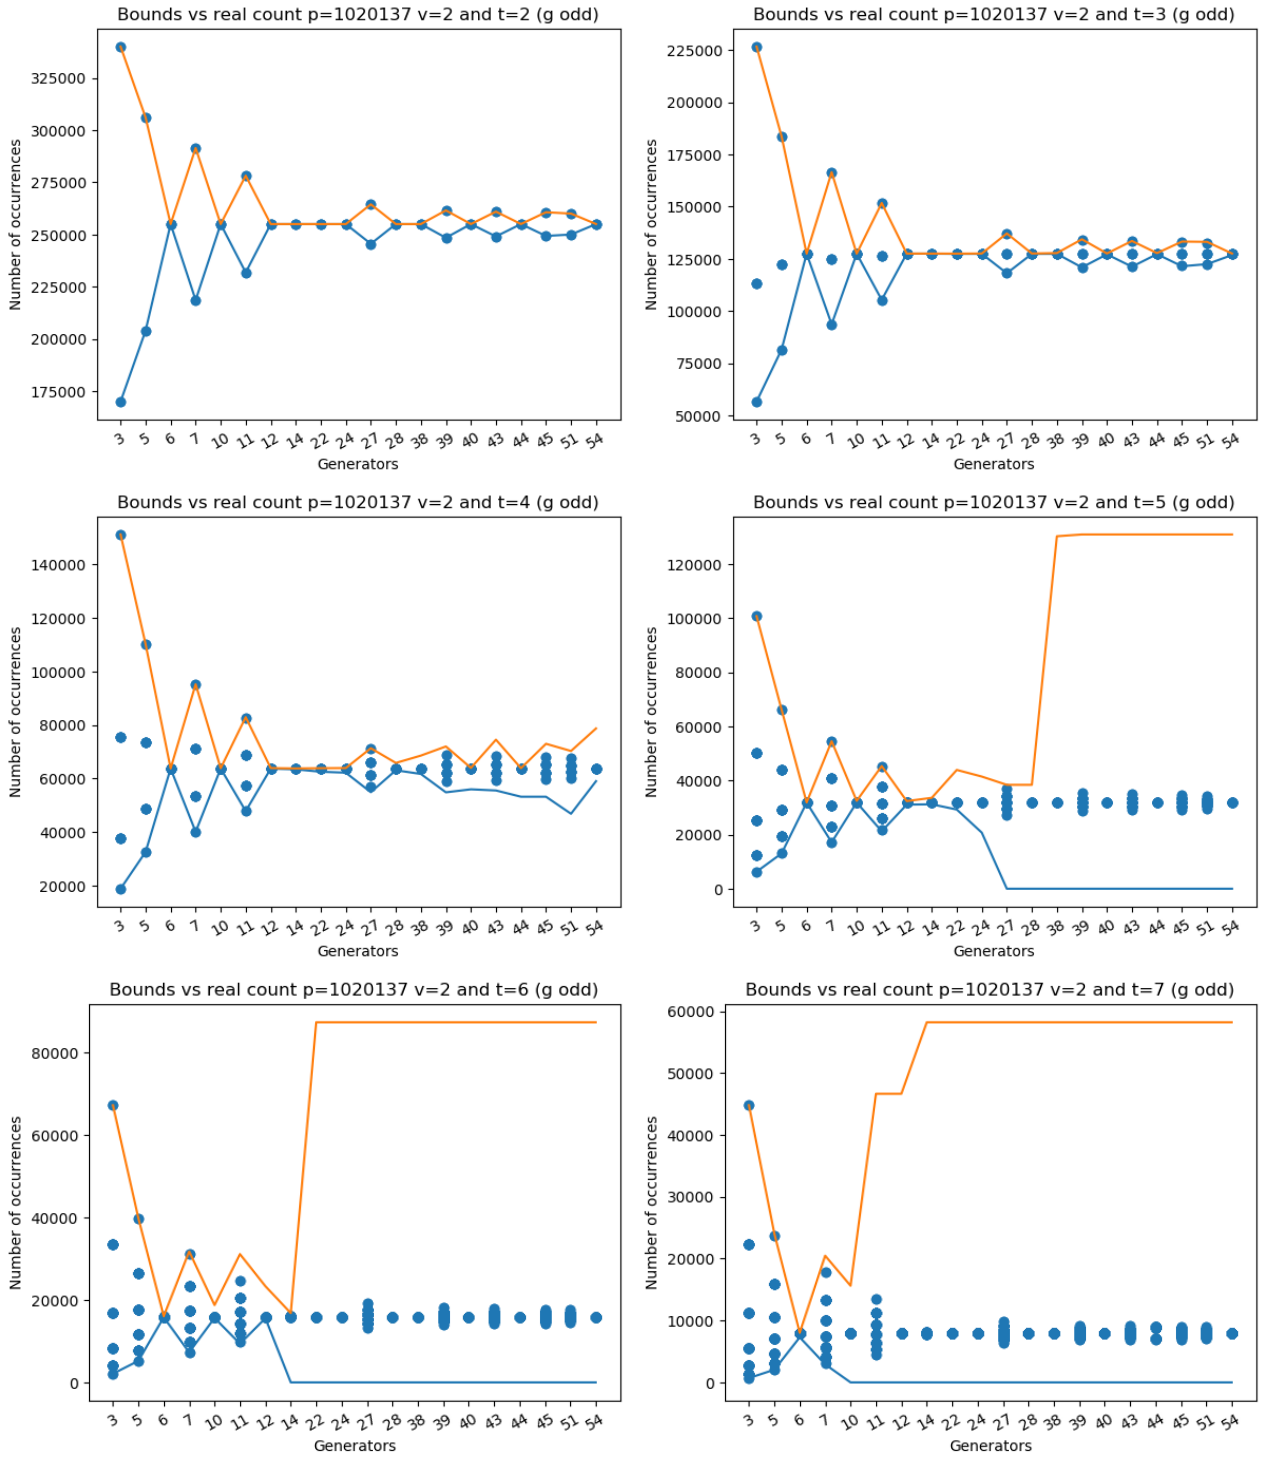 Bounds vs real count p=1020137 v=2 and t=2 (g odd)
Number of occurrences
325000
300000
275000
250000
225000
200000
175000
3 5 6 7 10 11 12 14 22 24 27 28 38 39 40 43 44 45 51 54
Generators
Bounds vs real count p=1020137 v=2 and t=3 (g odd)
Number of occurrences
225000
200000
175000
150000
125000
100000
75000
50000
3 5 6 7 10 11 12 14 22 24 27 28 38 39 40 43 44 45 51 54
Generators
Bounds vs real count p=1020137 v=2 and t=4 (g odd)
Number of occurrences
140000
120000
100000
80000
60000
40000
20000
3 5 6 7 10 11 12 14 22 24 27 28 38 39 40 43 44 45 51 54
Generators
Bounds vs real count p=1020137 v=2 and t=5 (g odd)
Number of occurrences
120000
100000
80000
60000
40000
20000
0
3 5 6 7 10 11 12 14 22 24 27 28 38 39 40 43 44 45 51 54
Generators
Bounds vs real count p=1020137 v=2 and t=6 (g odd)
Number of occurrences
80000
60000
40000
20000
0
3 5 6 7 10 11 12 14 22 24 27 28 38 39 40 43 44 45 51 54
Generators
Bounds vs real count p=1020137 v=2 and t=7 (g odd)
Number of occurrences
60000
50000
40000
30000
20000
10000
0
3 5 6 7 10 11 12 14 22 24 27 28 38 39 40 43 44 45 51 54
Generators